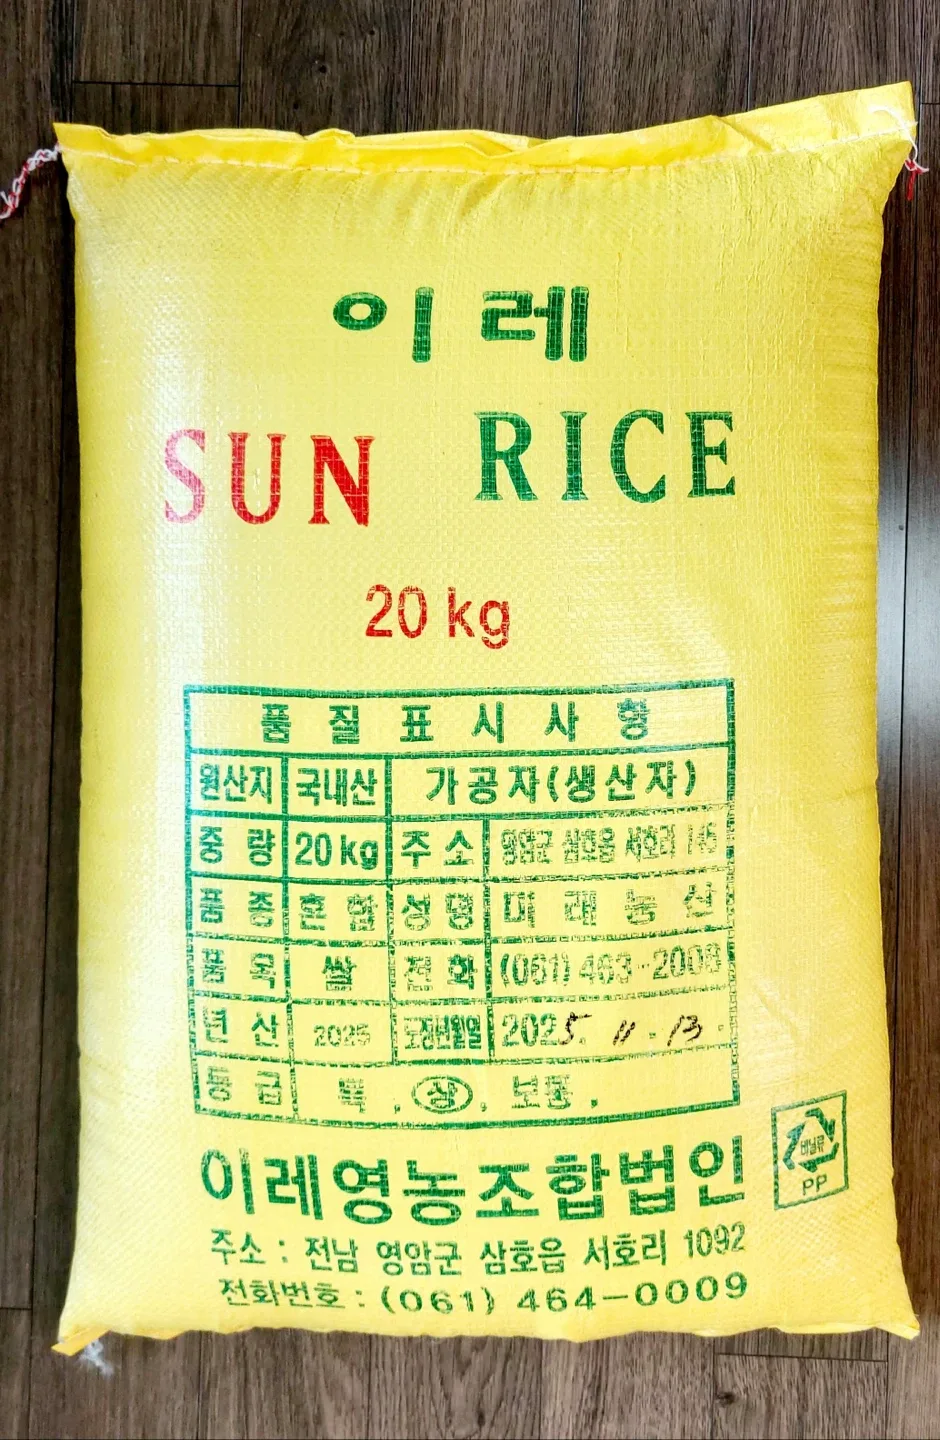 이레
SUN RICE
20 kg
품질표시사항
원산지 국내산 가공자(생산자)
중량 20 kg 주소 영암군 삼호읍 서호리 145
품종 혼합 성명 미래농산
품목 쌀 전화 (061) 463-2008
년산 2025 도정년월일 2025. 11. 13.
등급 특, 상, 보통,
이레영농조합법인
주소 : 전남 영암군 삼호읍 서호리 1092
전화번호 : (061) 464-0009
비닐류
PP